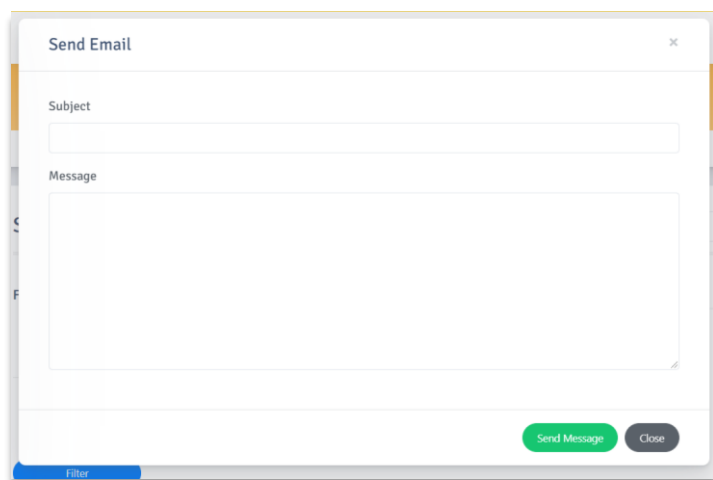 Send Email
×
Subject
Message
S
F
Send Message Close
Filter